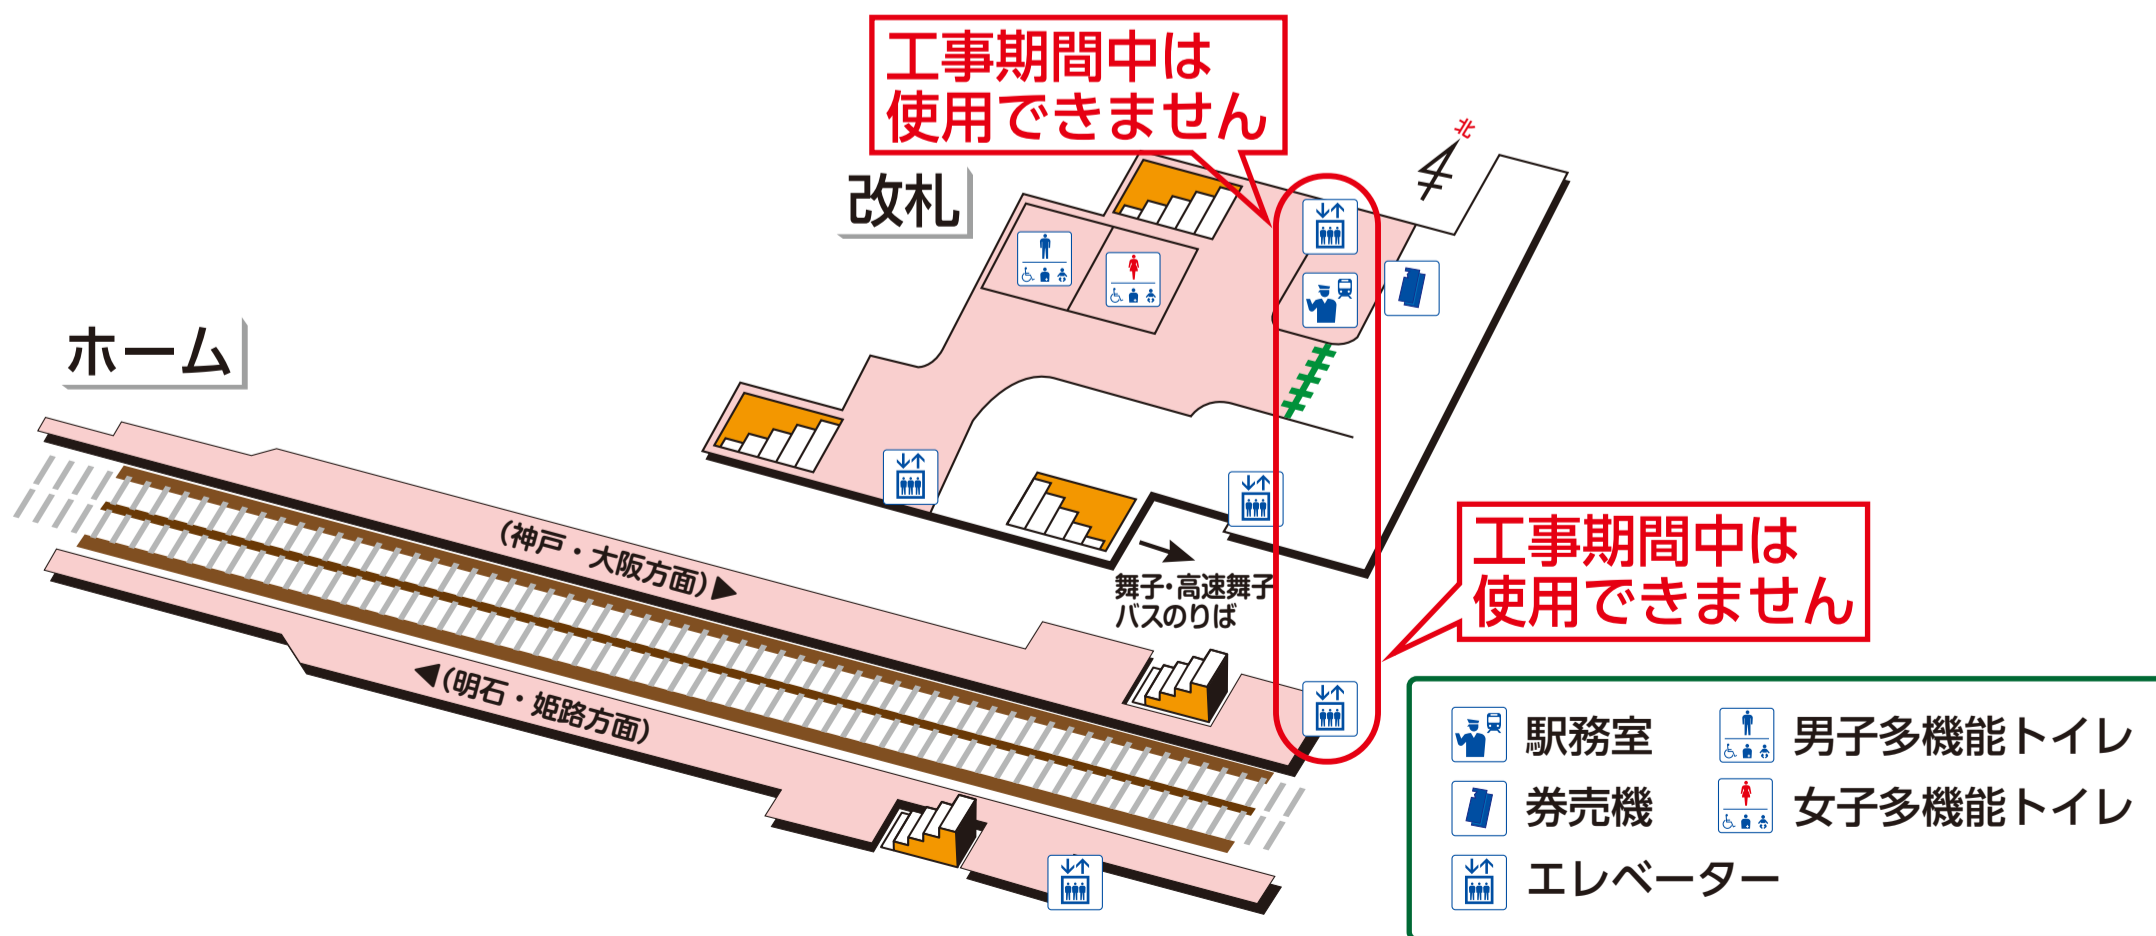 工事期間中は
使用できません
北
改札
ホーム
(神戸・大阪方面)▶
舞子・高速舞子
バスのりば
◀(明石・姫路方面)
工事期間中は
使用できません
駅務室
男子多機能トイレ
券売機
女子多機能トイレ
エレベーター